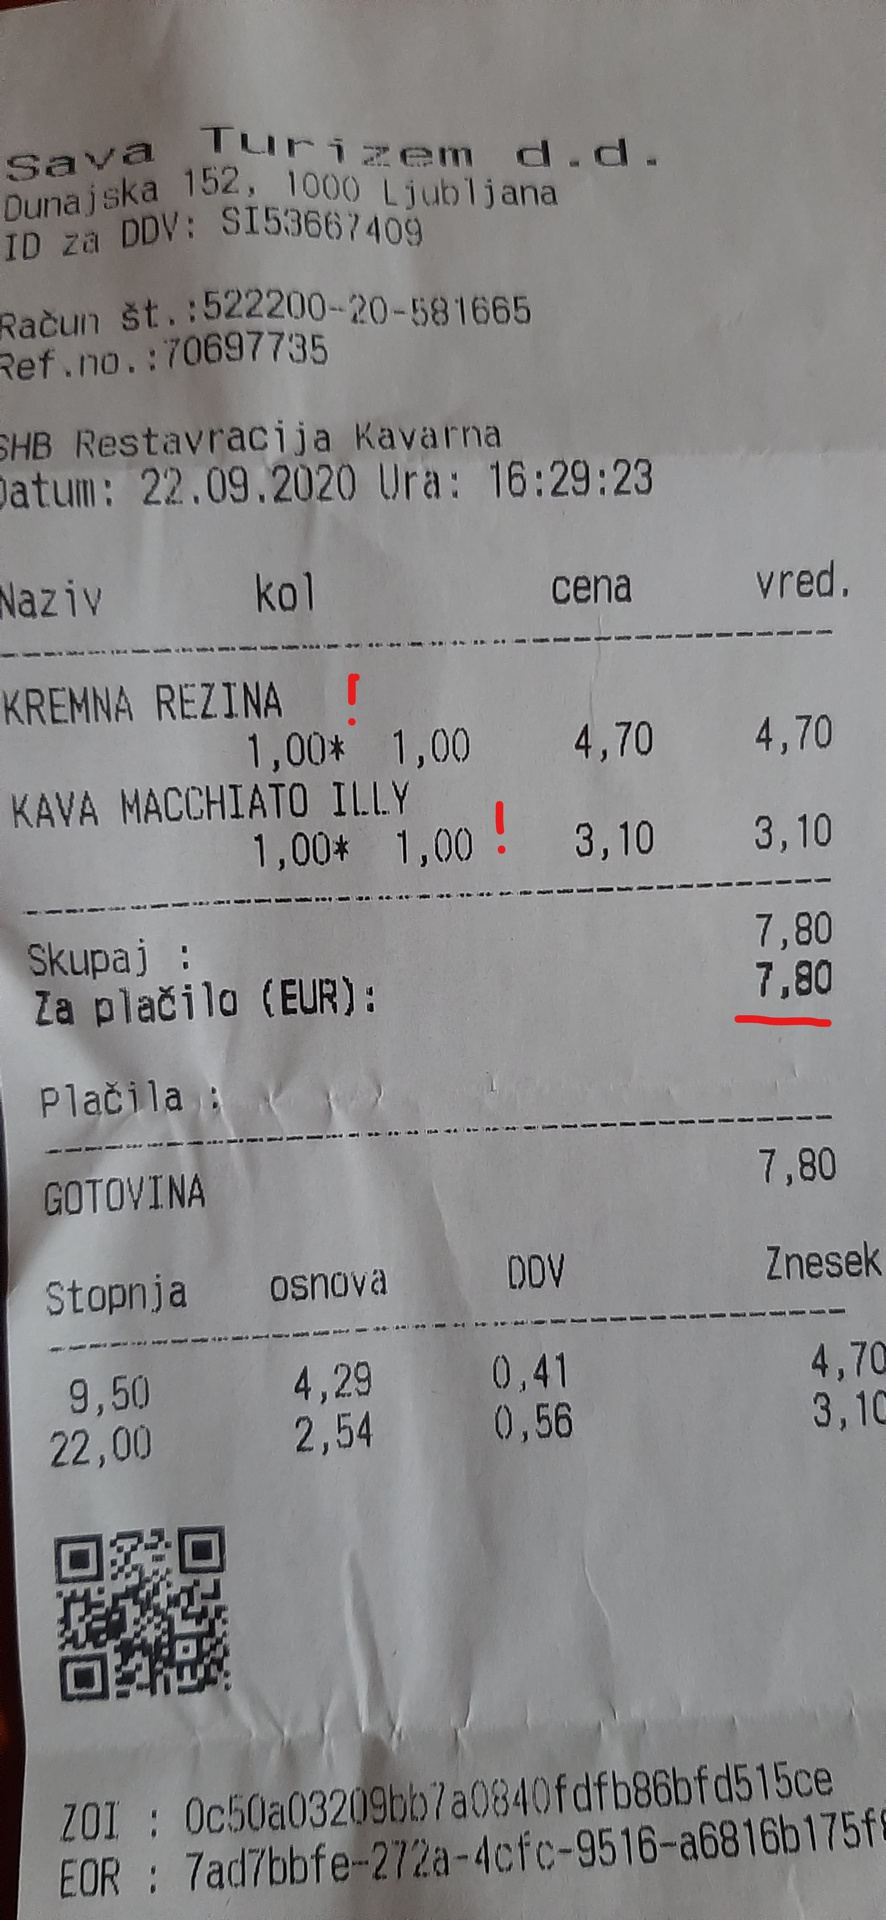 Sava Turizem d.d.
Dunajska 152, 1000 Ljubljana
ID za DDV: SI53667409
Račun št.:522200-20-581665
Ref.no.:70697735
SHB Restavracija Kavarna
Datum: 22.09.2020 Ura: 16:29:23
Naziv kol cena vred.
KREMNA REZINA !
1,00* 1,00 4,70 4,70
KAVA MACCHIATO ILLY
1,00* 1,00 ! 3,10 3,10
Skupaj : 7,80
Za plačilo (EUR): 7,80
Plačila :
GOTOVINA 7,80
Stopnja osnova DDV Znesek
9,50 4,29 0,41 4,70
22,00 2,54 0,56 3,10
ZOI : 0c50a03209bb7a0840fdfb86bfd515ce
EOR : 7ad7bbfe-272a-4cfc-9516-a6816b175f